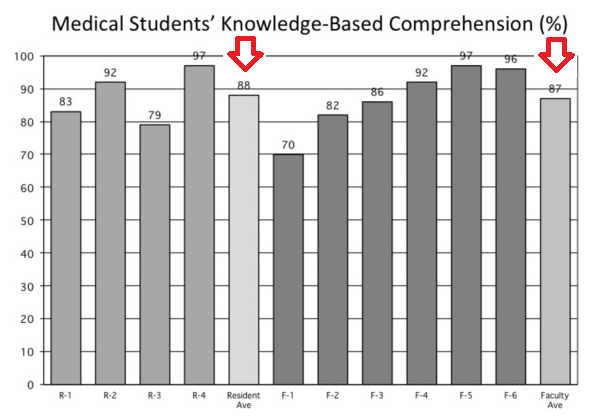 Medical Students' Knowledge-Based Comprehension (%)
100
90
80
70
60
50
40
30
20
10
0
83
92
79
97
88
70
82
86
92
97
96
87
R-1
R-2
R-3
R-4
Resident
Ave
F-1
F-2
F-3
F-4
F-5
F-6
Faculty
Ave